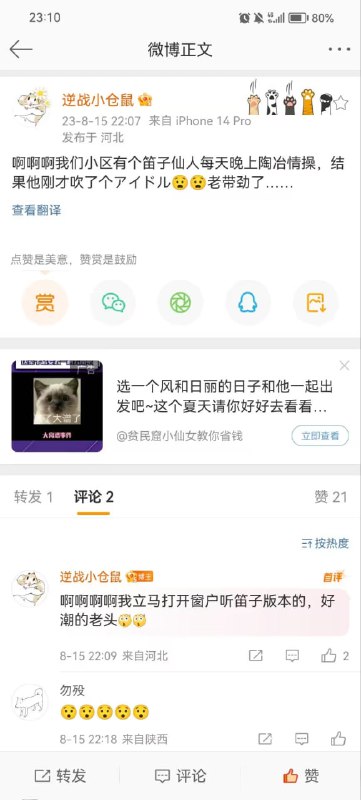 23:10
80%
微博正文
逆战小仓鼠
23-8-15 22:07 来自 iPhone 14 Pro
发布于 河北
啊啊啊我们小区有个笛子仙人每天晚上陶冶情操，结
果他刚才吹了个アイドル😧😧老带劲了......
查看翻译
点赞是美意，赞赏是鼓励
赏
广告
大离谱事件
选一个风和日丽的日子和他一起出
发吧~这个夏天请你好好去看看...
@贫民窟小仙女教你省钱
立即查看
转发 1 评论 2 赞 21
按热度
逆战小仓鼠 博主 首评
啊啊啊啊我立马打开窗户听笛子版本的，好
潮的老头😲😲
8-15 22:09 来自河北 2
勿殁
😯😯😯😯😯
8-15 22:18 来自陕西
转发 评论 赞